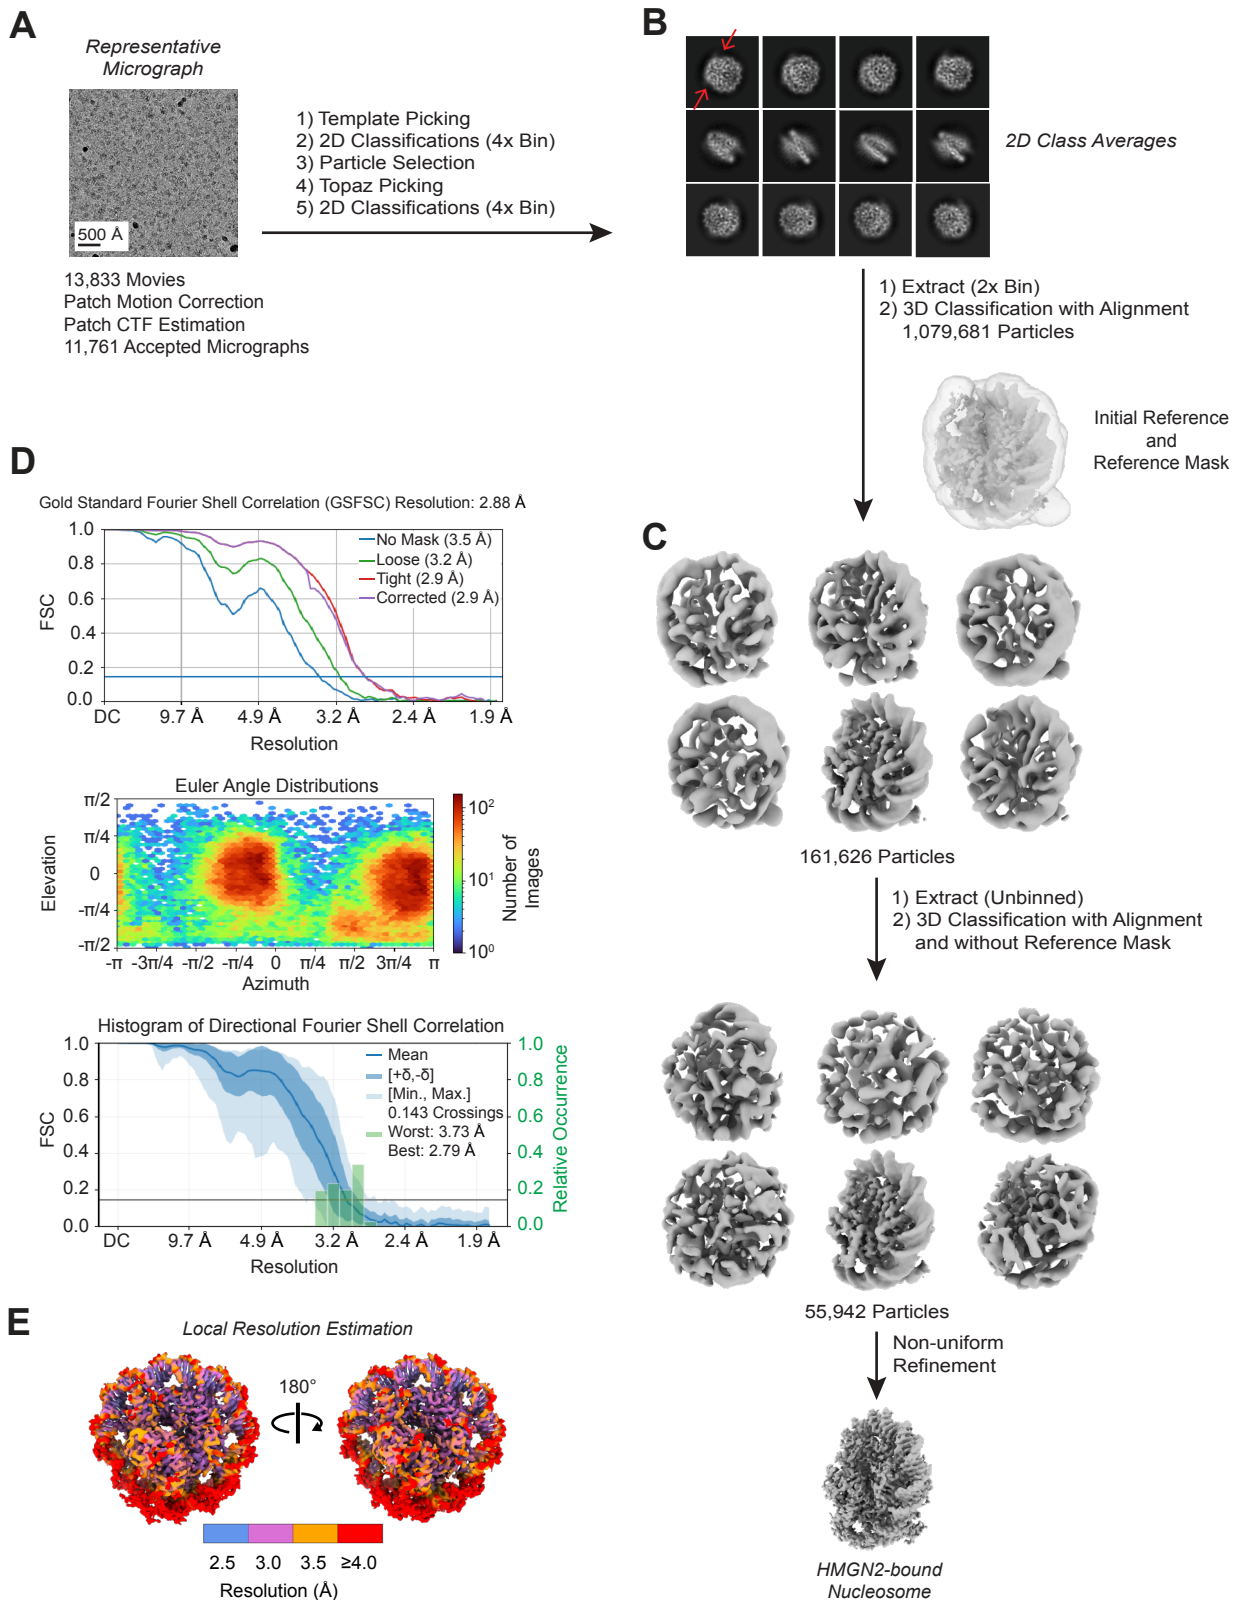 A
Representative
Micrograph
500 Å
13,833 Movies
Patch Motion Correction
Patch CTF Estimation
11,761 Accepted Micrographs
1) Template Picking
2) 2D Classifications (4x Bin)
3) Particle Selection
4) Topaz Picking
5) 2D Classifications (4x Bin)
B
2D Class Averages
1) Extract (2x Bin)
2) 3D Classification with Alignment
1,079,681 Particles
Initial Reference
and
Reference Mask
C
161,626 Particles
1) Extract (Unbinned)
2) 3D Classification with Alignment
and without Reference Mask
55,942 Particles
Non-uniform
Refinement
HMGN2-bound
Nucleosome
D
Gold Standard Fourier Shell Correlation (GSFSC) Resolution: 2.88 Å
1.0
0.8
0.6
0.4
0.2
0.0
FSC
No Mask (3.5 Å)
Loose (3.2 Å)
Tight (2.9 Å)
Corrected (2.9 Å)
DC 9.7 Å 4.9 Å 3.2 Å 2.4 Å 1.9 Å
Resolution
Euler Angle Distributions
π/2
π/4
0
-π/4
-π/2
Elevation
-π -3π/4 -π/2 -π/4 0 π/4 π/2 3π/4 π
Azimuth
10²
10¹
10⁰
Number of
Images
Histogram of Directional Fourier Shell Correlation
1.0
0.8
0.6
0.4
0.2
0.0
FSC
Mean
[+δ,-δ]
[Min., Max.]
0.143 Crossings
Worst: 3.73 Å
Best: 2.79 Å
1.0
0.8
0.6
0.4
0.2
0.0
Relative Occurrence
DC 9.7 Å 4.9 Å 3.2 Å 2.4 Å 1.9 Å
Resolution
E
Local Resolution Estimation
180°
2.5 3.0 3.5 ≥4.0
Resolution (Å)